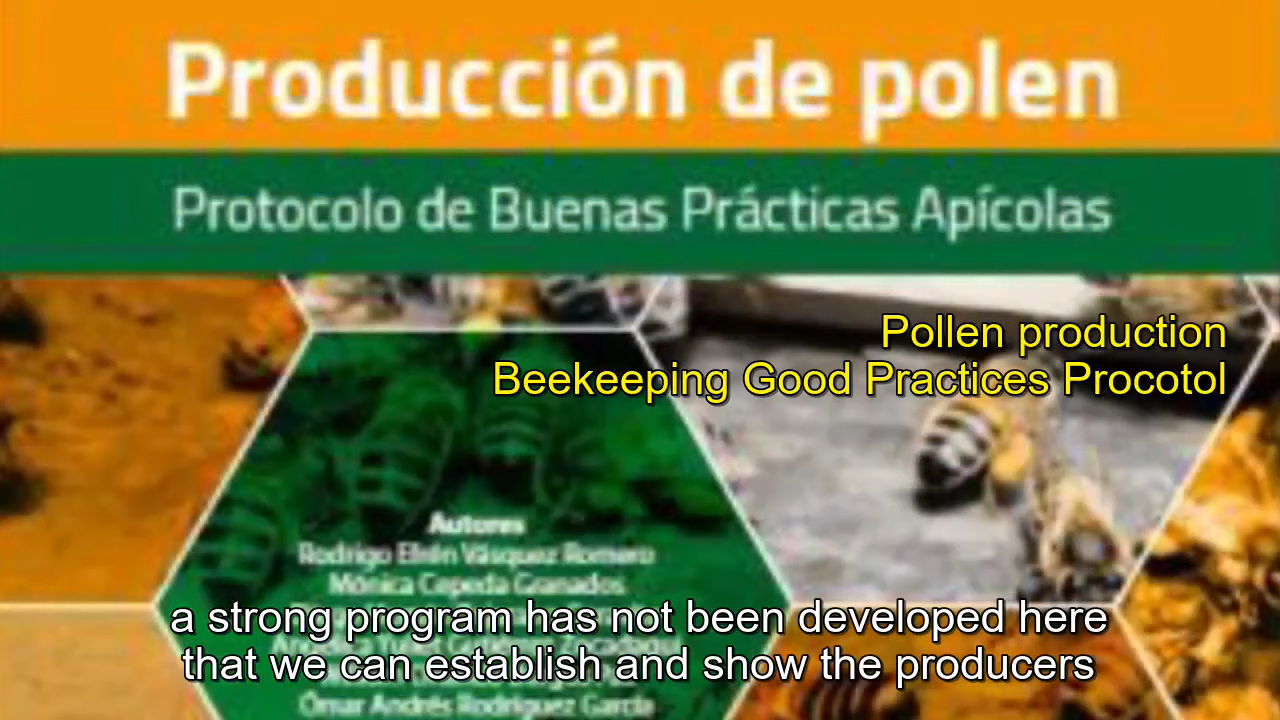 Producción de polen
Protocolo de Buenas Prácticas Apícolas
Pollen production
Beekeeping Good Practices Procotol
Autores
Rodrigo Efrén Vásquez Romero
Mónica Cepeda Granados
a strong program has not been developed here
that we can establish and show the producers
Omar Andrés Rodríguez García